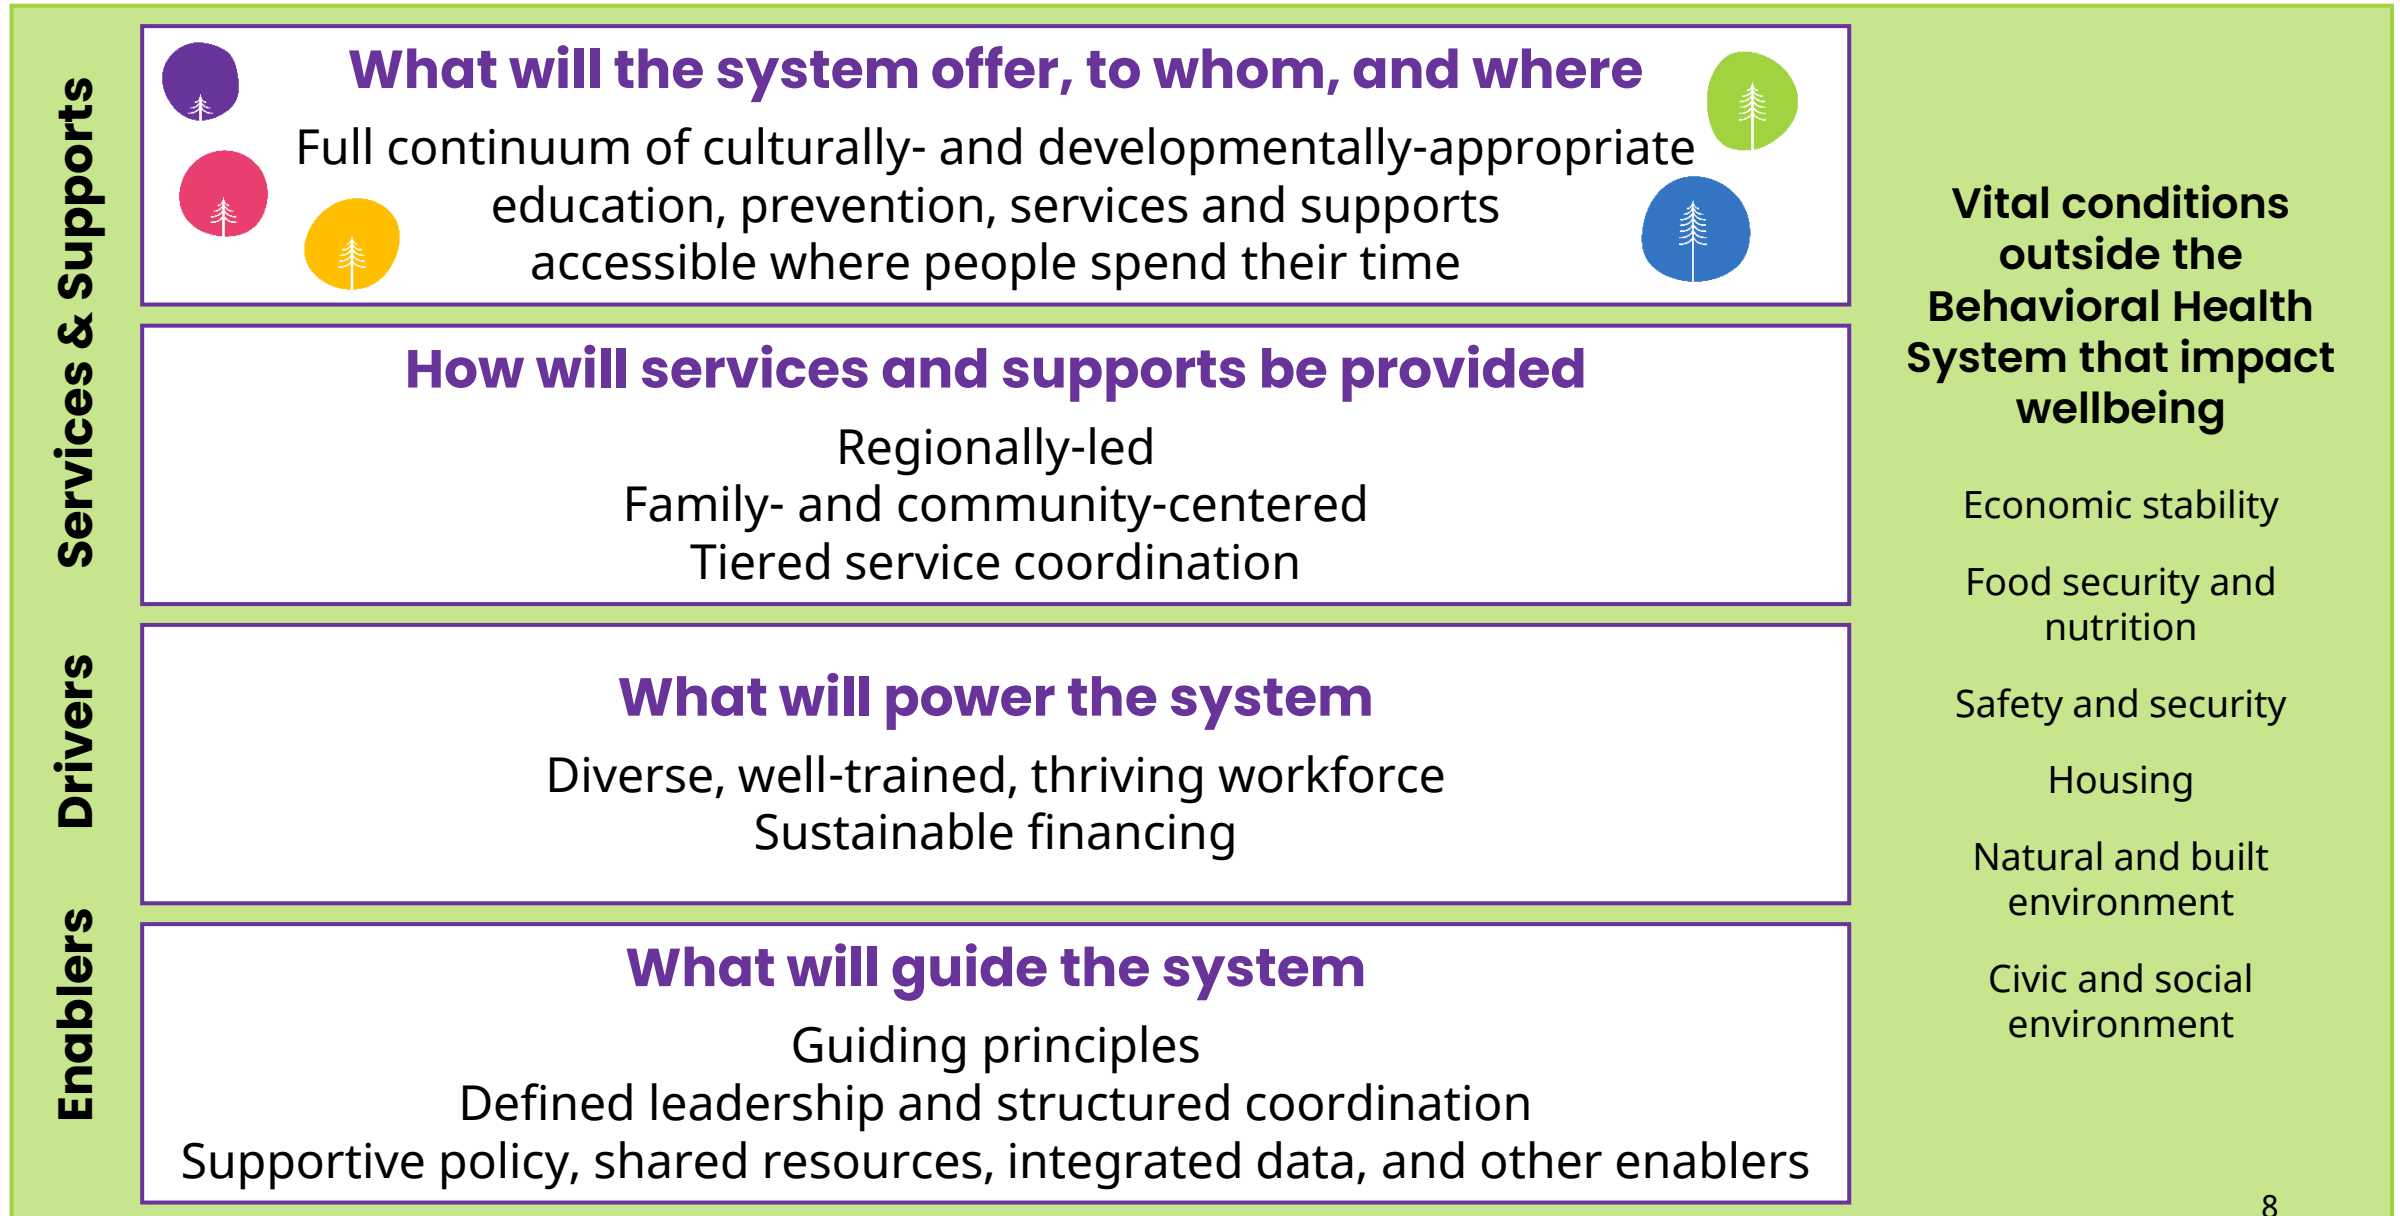 Services & Supports
What will the system offer, to whom, and where
Full continuum of culturally- and developmentally-appropriate
education, prevention, services and supports
accessible where people spend their time
How will services and supports be provided
Regionally-led
Family- and community-centered
Tiered service coordination
Drivers
What will power the system
Diverse, well-trained, thriving workforce
Sustainable financing
Enablers
What will guide the system
Guiding principles
Defined leadership and structured coordination
Supportive policy, shared resources, integrated data, and other enablers
Vital conditions
outside the
Behavioral Health
System that impact
wellbeing
Economic stability
Food security and
nutrition
Safety and security
Housing
Natural and built
environment
Civic and social
environment
8